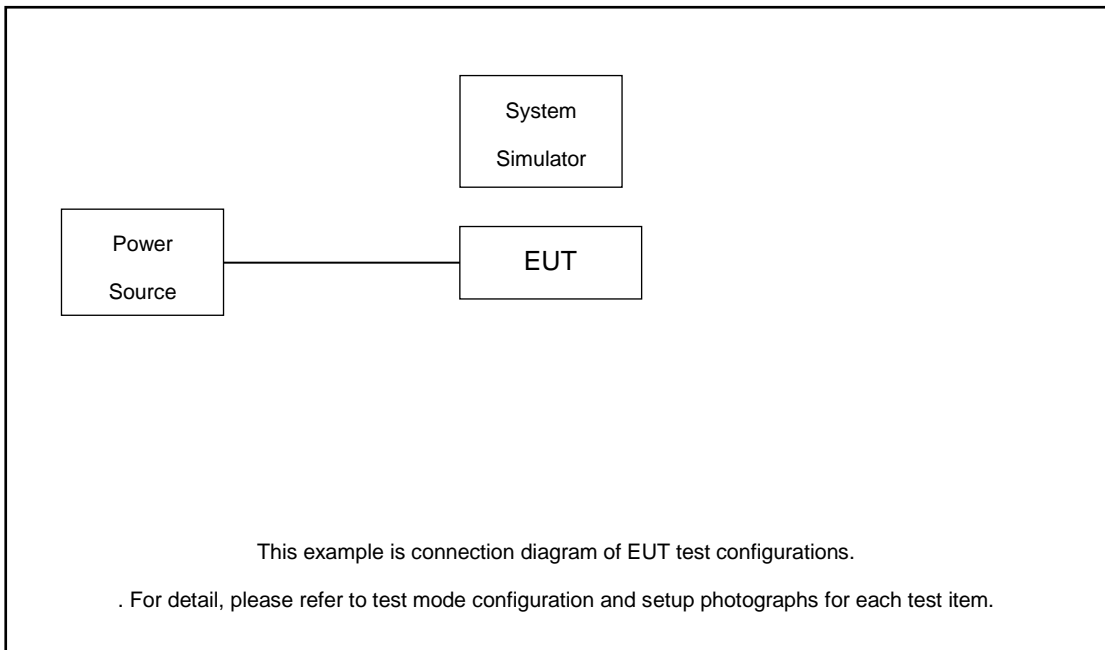 System
Simulator
Power
Source
EUT
This example is connection diagram of EUT test configurations.
. For detail, please refer to test mode configuration and setup photographs for each test item.